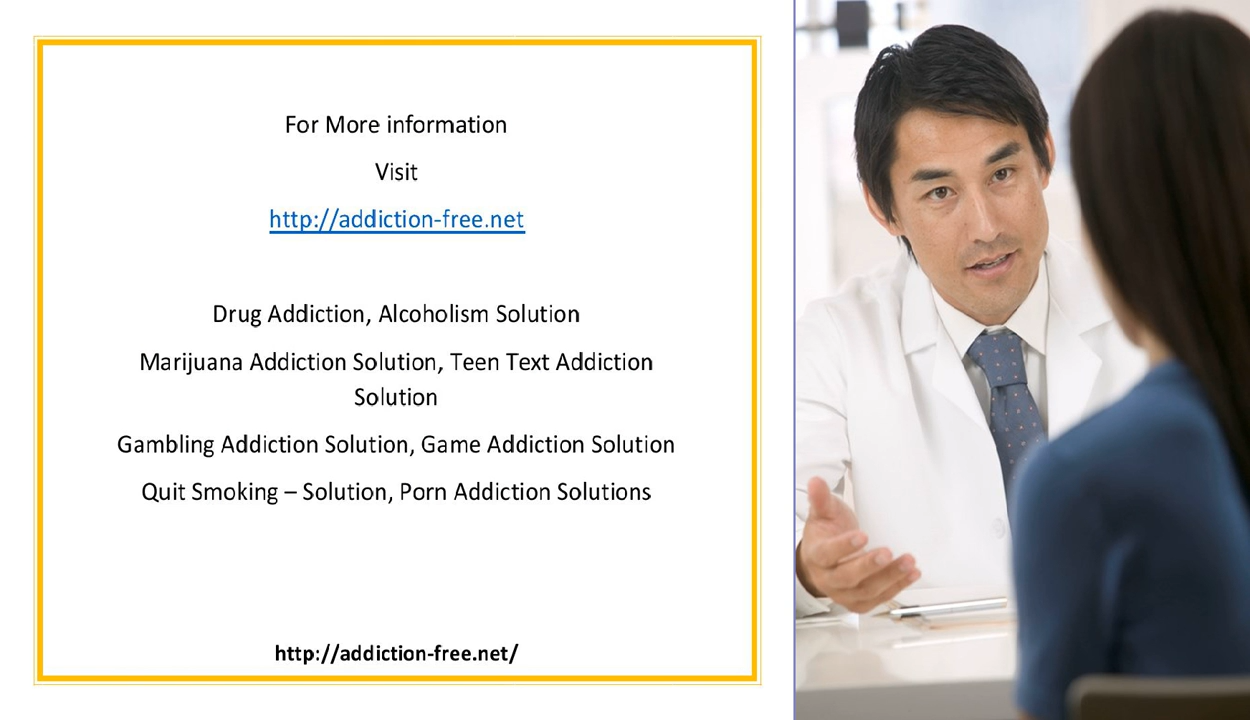 For More information
Visit
http://addiction-free.net
Drug Addiction, Alcoholism Solution
Marijuana Addiction Solution, Teen Text Addiction
Solution
Gambling Addiction Solution, Game Addiction Solution
Quit Smoking – Solution, Porn Addiction Solutions
http://addiction-free.net/